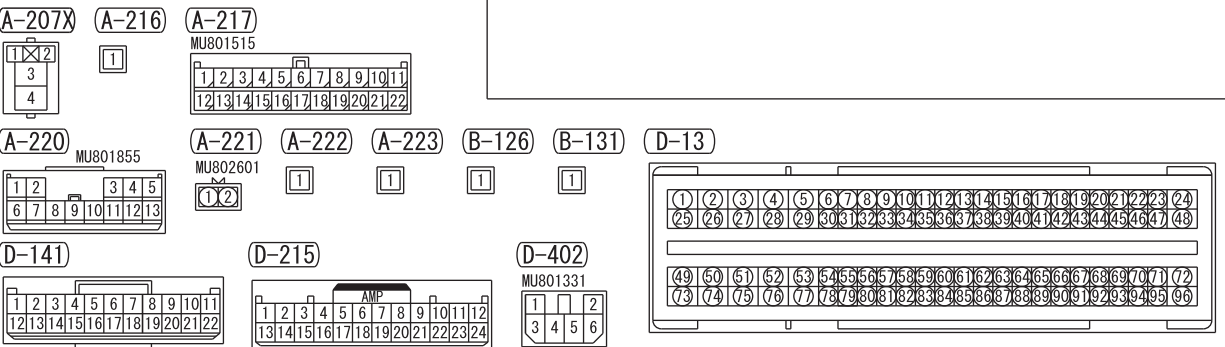 A-207X A-216 A-217
MU801515
1 2
3
4
1
1 2 3 4 5 6 7 8 9 10 11
12 13 14 15 16 17 18 19 20 21 22
A-220 A-221 A-222 A-223 B-126 B-131 D-13
MU801855
MU802601
1 2 3 4 5
6 7 8 9 10 11 12 13
1 2
1
1
1
1
1 2 3 4 5 6 7 8 9 10 11 12 13 14 15 16 17 18 19 20 21 22 23 24
25 26 27 28 29 30 31 32 33 34 35 36 37 38 39 40 41 42 43 44 45 46 47 48
49 50 51 52 53 54 55 56 57 58 59 60 61 62 63 64 65 66 67 68 69 70 71 72
73 74 75 76 77 78 79 80 81 82 83 84 85 86 87 88 89 90 91 92 93 94 95 96
D-141 D-215 D-402
MU801331
1 2 3 4 5 6 7 8 9 10 11
12 13 14 15 16 17 18 19 20 21 22
AMP
1 2 3 4 5 6 7 8 9 10 11 12
13 14 15 16 17 18 19 20 21 22 23 24
1 2
3 4 5 6